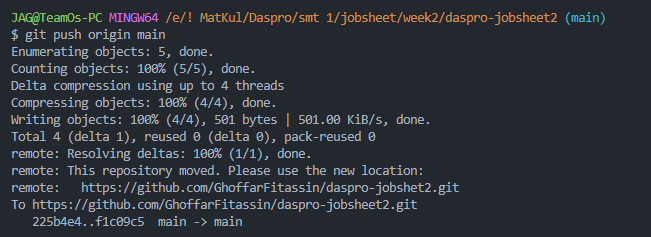 JAG@TeamOs-PC MINGW64 /e/! MatKul/Daspro/smt 1/jobsheet/week2/daspro-jobsheet2 (main)
$ git push origin main
Enumerating objects: 5, done.
Counting objects: 100% (5/5), done.
Delta compression using up to 4 threads
Compressing objects: 100% (4/4), done.
Writing objects: 100% (4/4), 501 bytes | 501.00 KiB/s, done.
Total 4 (delta 1), reused 0 (delta 0), pack-reused 0
remote: Resolving deltas: 100% (1/1), done.
remote: This repository moved. Please use the new location:
remote:   https://github.com/GhoffarFitassin/daspro-jobshet2.git
To https://github.com/GhoffarFitassin/daspro-jobsheet2.git
   225b4e4..f1c09c5  main -> main